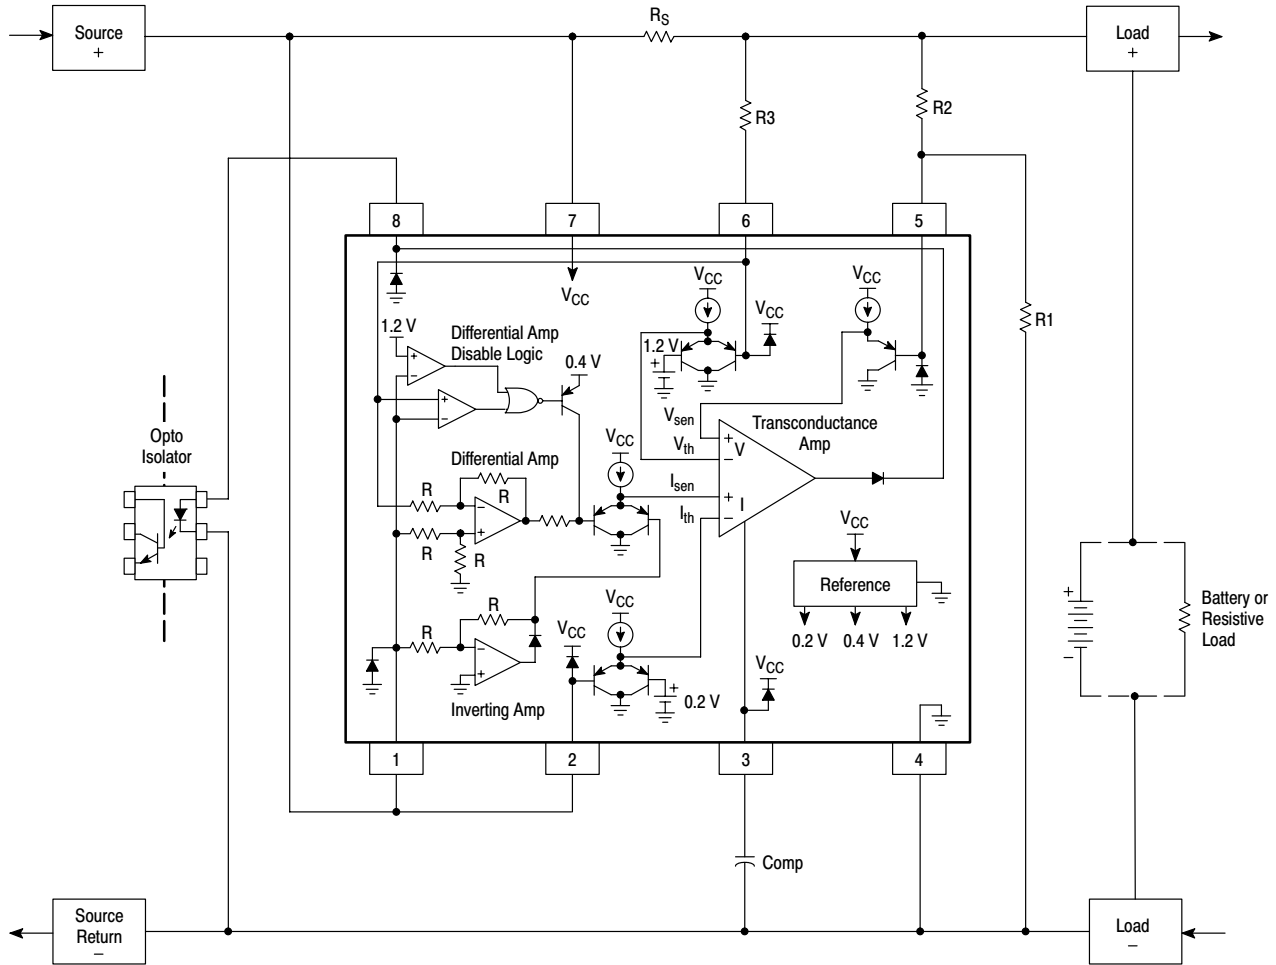 Source
+
R_S
Load
+
R3
R2
8
7
6
5
V_CC
1.2 V
Differential Amp
Disable Logic
0.4 V
V_CC
V_CC
1.2 V
+
V_CC
R1
+
−
+
−
V_sen
V_th
I_sen
I_th
+
V
−
+
I
−
Transconductance
Amp
Opto
Isolator
Differential Amp
R
R
−
+
R
R
V_CC
V_CC
Reference
0.2 V
0.4 V
1.2 V
+
−
Battery or
Resistive
Load
R
R
−
+
Inverting Amp
V_CC
V_CC
+
0.2 V
V_CC
1
2
3
4
Comp
Source
Return
−
Load
−